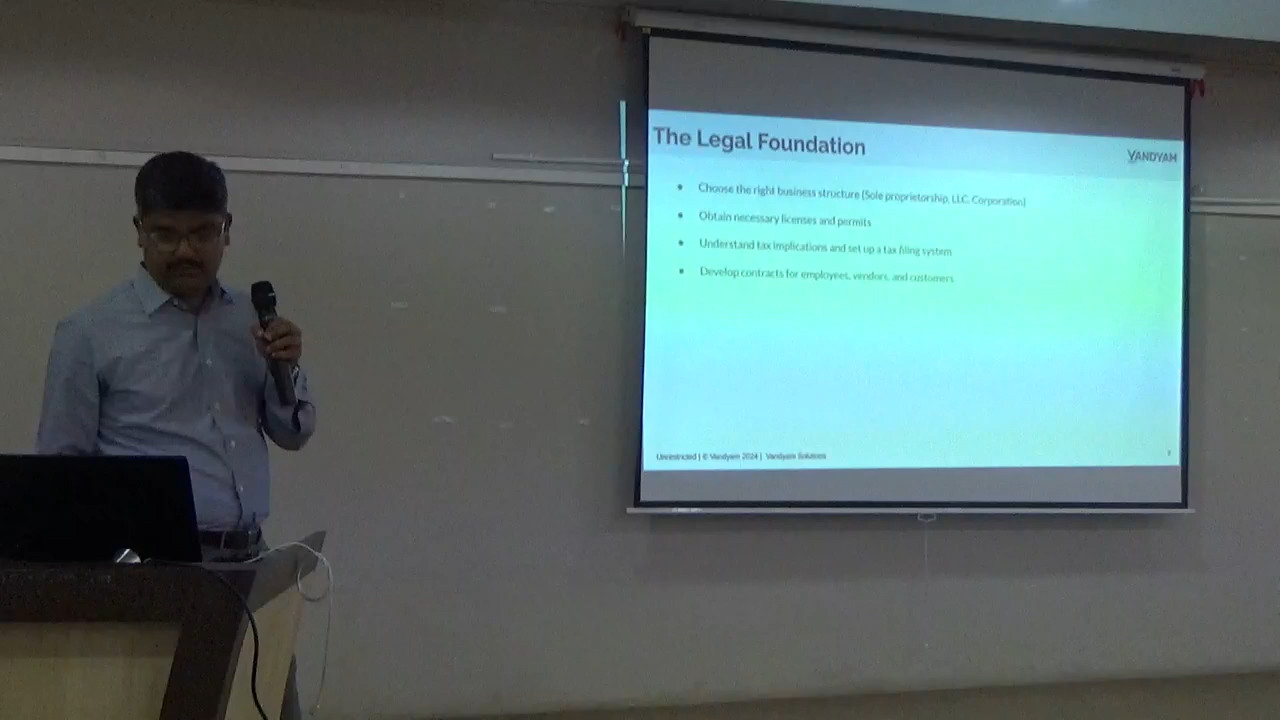 The Legal Foundation
VANDYAM
• Choose the right business structure (Sole proprietorship, LLC, Corporation)
• Obtain necessary licenses and permits
• Understand tax implications and set up a tax filing system
• Develop contracts for employees, vendors, and customers
Unrestricted | © Vandyam 2024 | Vandyam Solutions